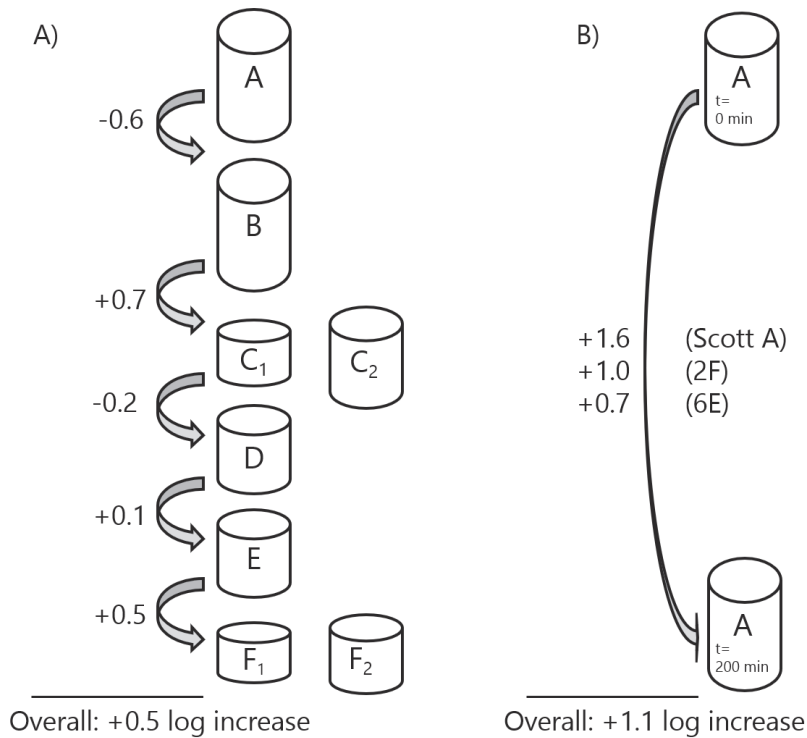 A)
A
-0.6
B
+0.7
C₁
C₂
-0.2
D
+0.1
E
+0.5
F₁
F₂
Overall: +0.5 log increase
B)
A
t=
0 min
+1.6 (Scott A)
+1.0 (2F)
+0.7 (6E)
A
t=
200 min
Overall: +1.1 log increase